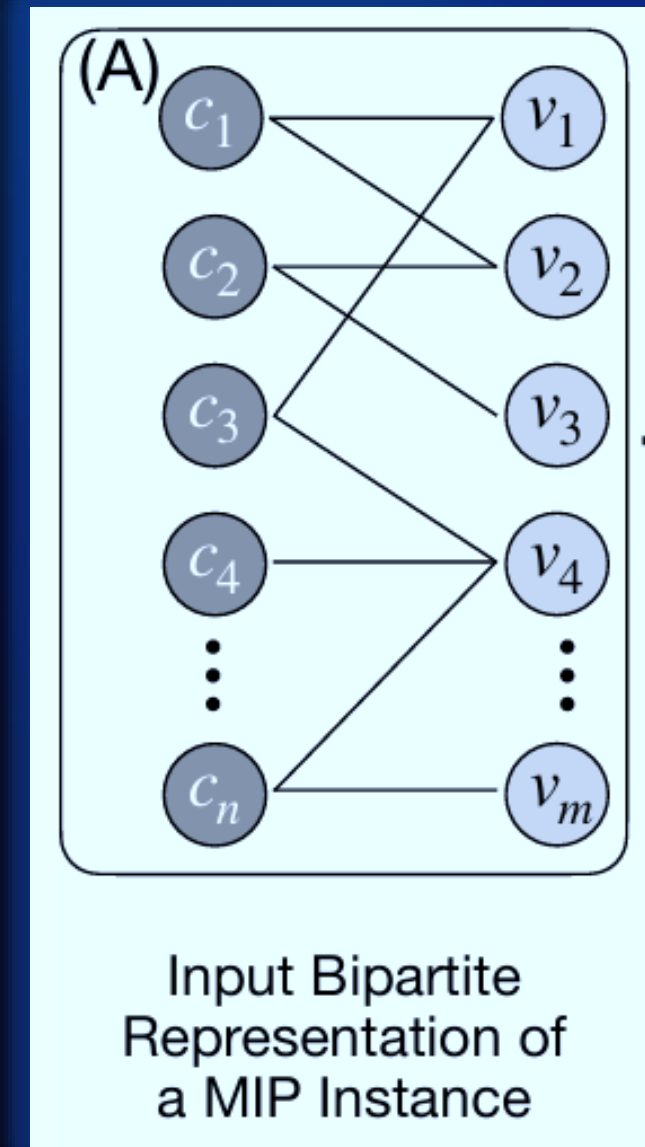 (A)
c1 v1
c2 v2
c3 v3
c4 v4
cn vm
Input Bipartite
Representation of
a MIP Instance